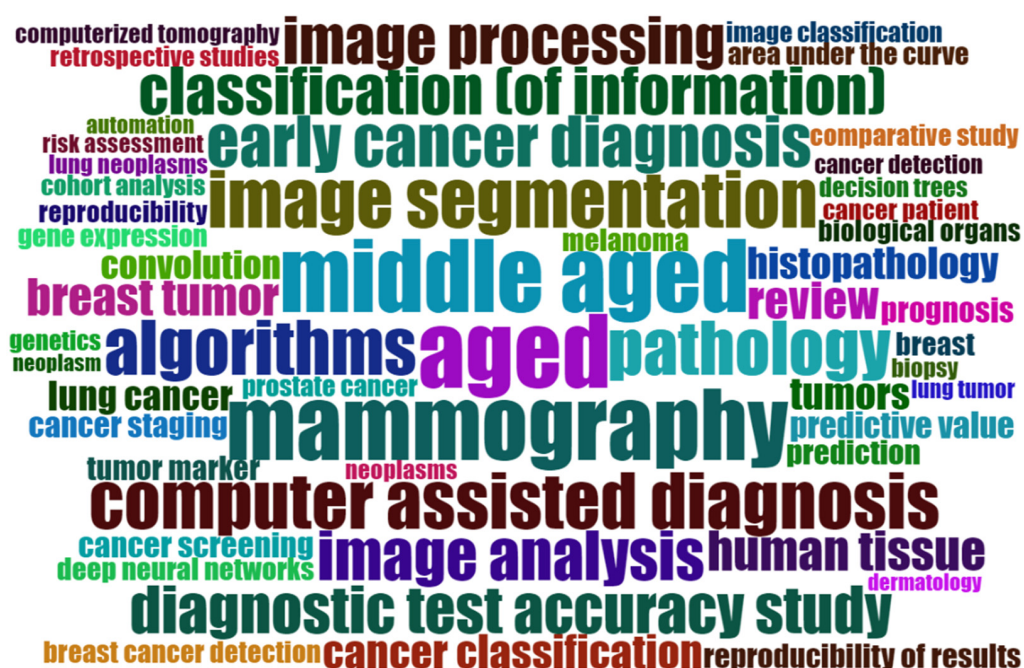 computerized tomography image processing image classification
retrospective studies area under the curve
classification (of information)
automation early cancer diagnosis comparative study
risk assessment
lung neoplasms cancer detection
cohort analysis image segmentation decision trees
reproducibility cancer patient
gene expression biological organs
melanoma
convolution middle aged histopathology
breast tumor review prognosis
genetics algorithms aged pathology breast
neoplasm biopsy
lung cancer prostate cancer tumors lung tumor
cancer staging mammography predictive value
prediction
tumor marker neoplasms
computer assisted diagnosis
cancer screening image analysis human tissue
deep neural networks
dermatology
diagnostic test accuracy study
breast cancer detection cancer classification reproducibility of results